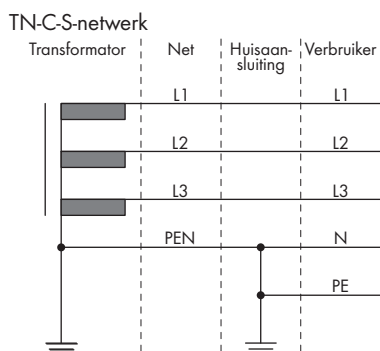 TN-C-S-netwerk
Transformator
Net
Huisaan-
sluiting
Verbruiker
L1
L1
L2
L2
L3
L3
PEN
N
PE